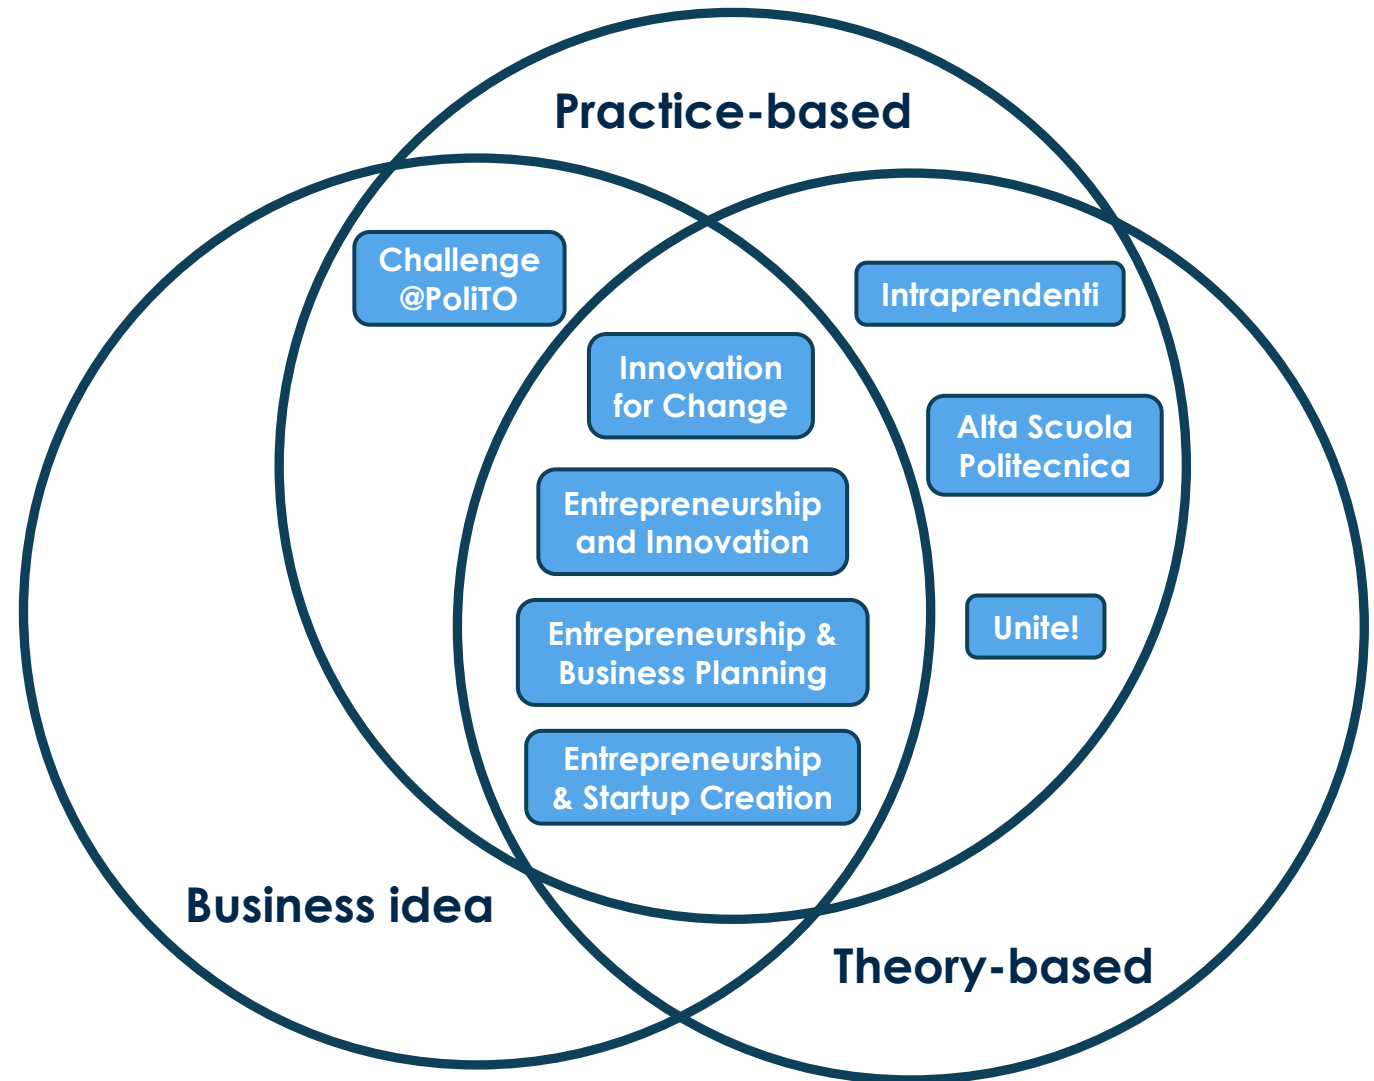 Practice-based
Challenge
@PoliTO
Intraprendenti
Innovation
for Change
Alta Scuola
Politecnica
Entrepreneurship
and Innovation
Unite!
Entrepreneurship &
Business Planning
Entrepreneurship
& Startup Creation
Business idea
Theory-based